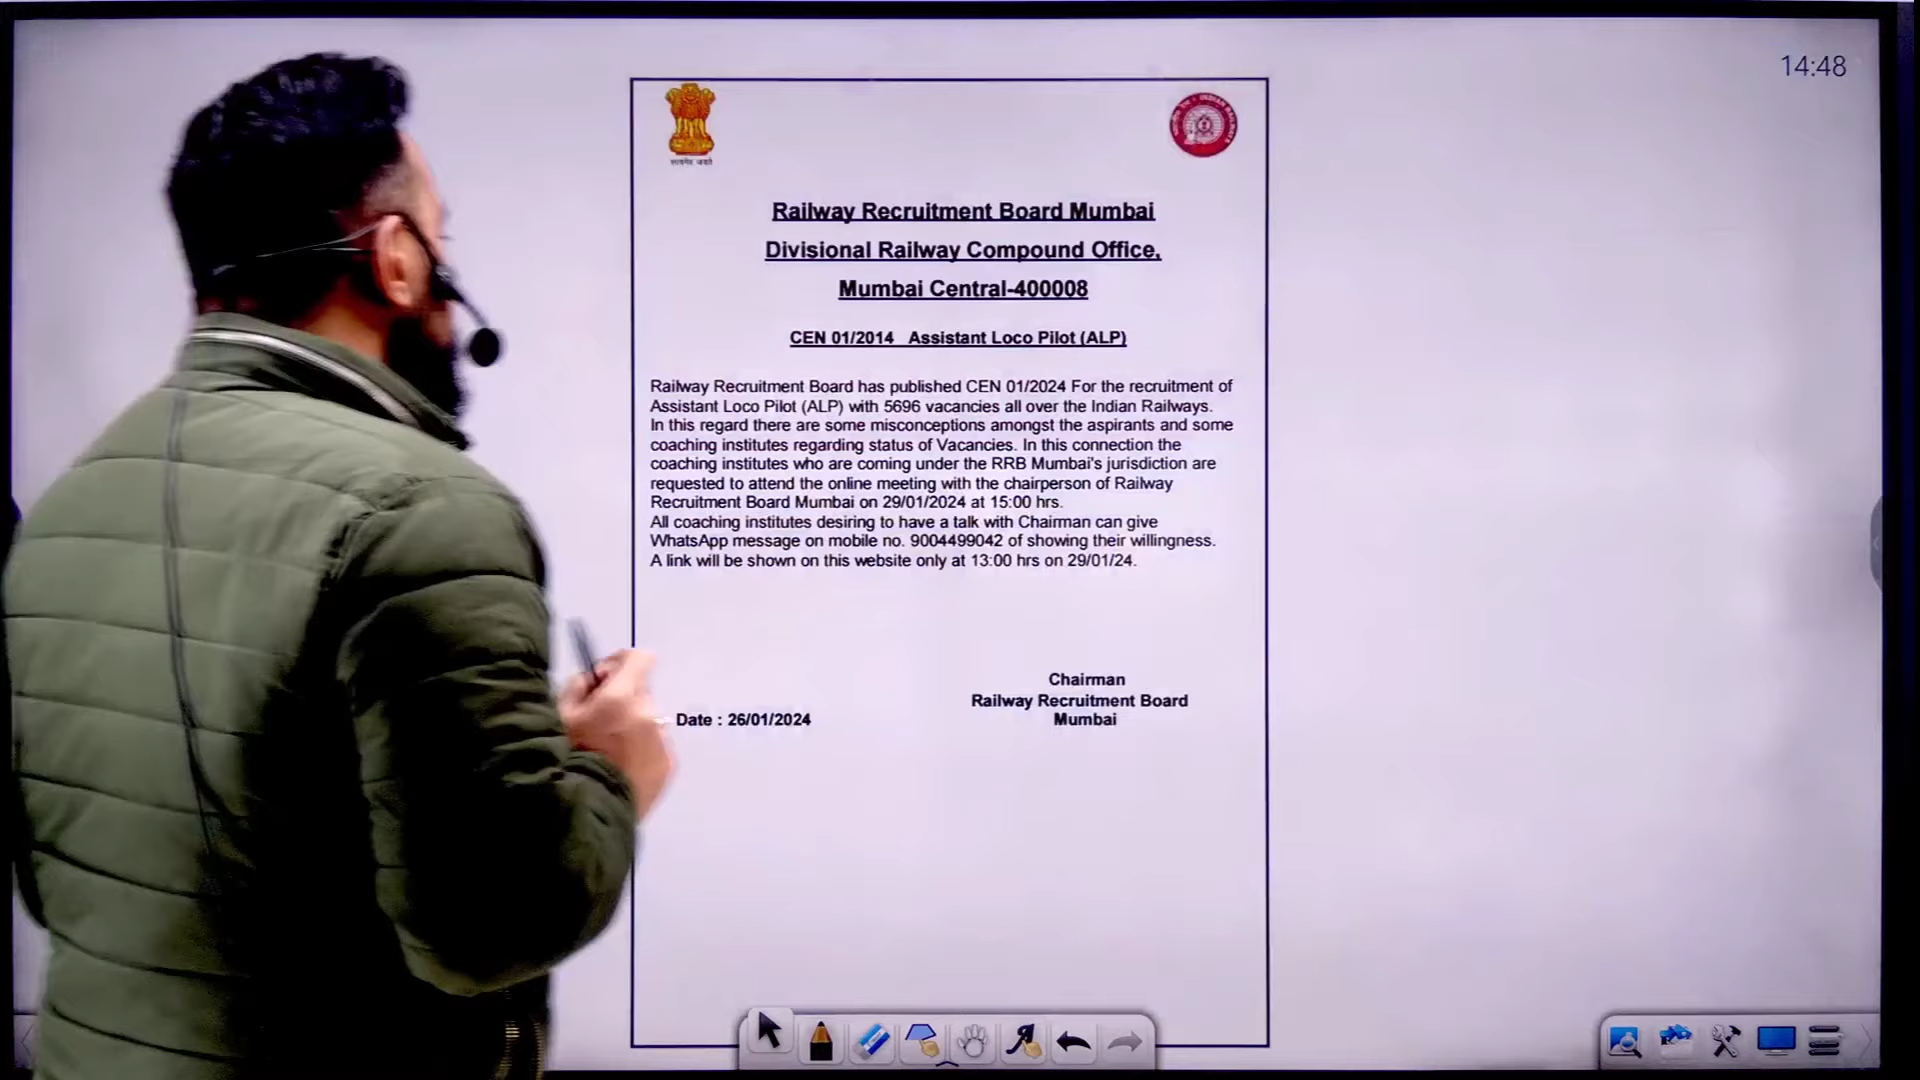 14:48
सत्यमेव जयते
Railway Recruitment Board Mumbai
Divisional Railway Compound Office,
Mumbai Central-400008
CEN 01/2014 Assistant Loco Pilot (ALP)
Railway Recruitment Board has published CEN 01/2024 For the recruitment of
Assistant Loco Pilot (ALP) with 5696 vacancies all over the Indian Railways.
In this regard there are some misconceptions amongst the aspirants and some
coaching institutes regarding status of Vacancies. In this connection the
coaching institutes who are coming under the RRB Mumbai's jurisdiction are
requested to attend the online meeting with the chairperson of Railway
Recruitment Board Mumbai on 29/01/2024 at 15:00 hrs.
All coaching institutes desiring to have a talk with Chairman can give
WhatsApp message on mobile no. 9004499042 of showing their willingness.
A link will be shown on this website only at 13:00 hrs on 29/01/24.
Chairman
Railway Recruitment Board
Date : 26/01/2024 Mumbai